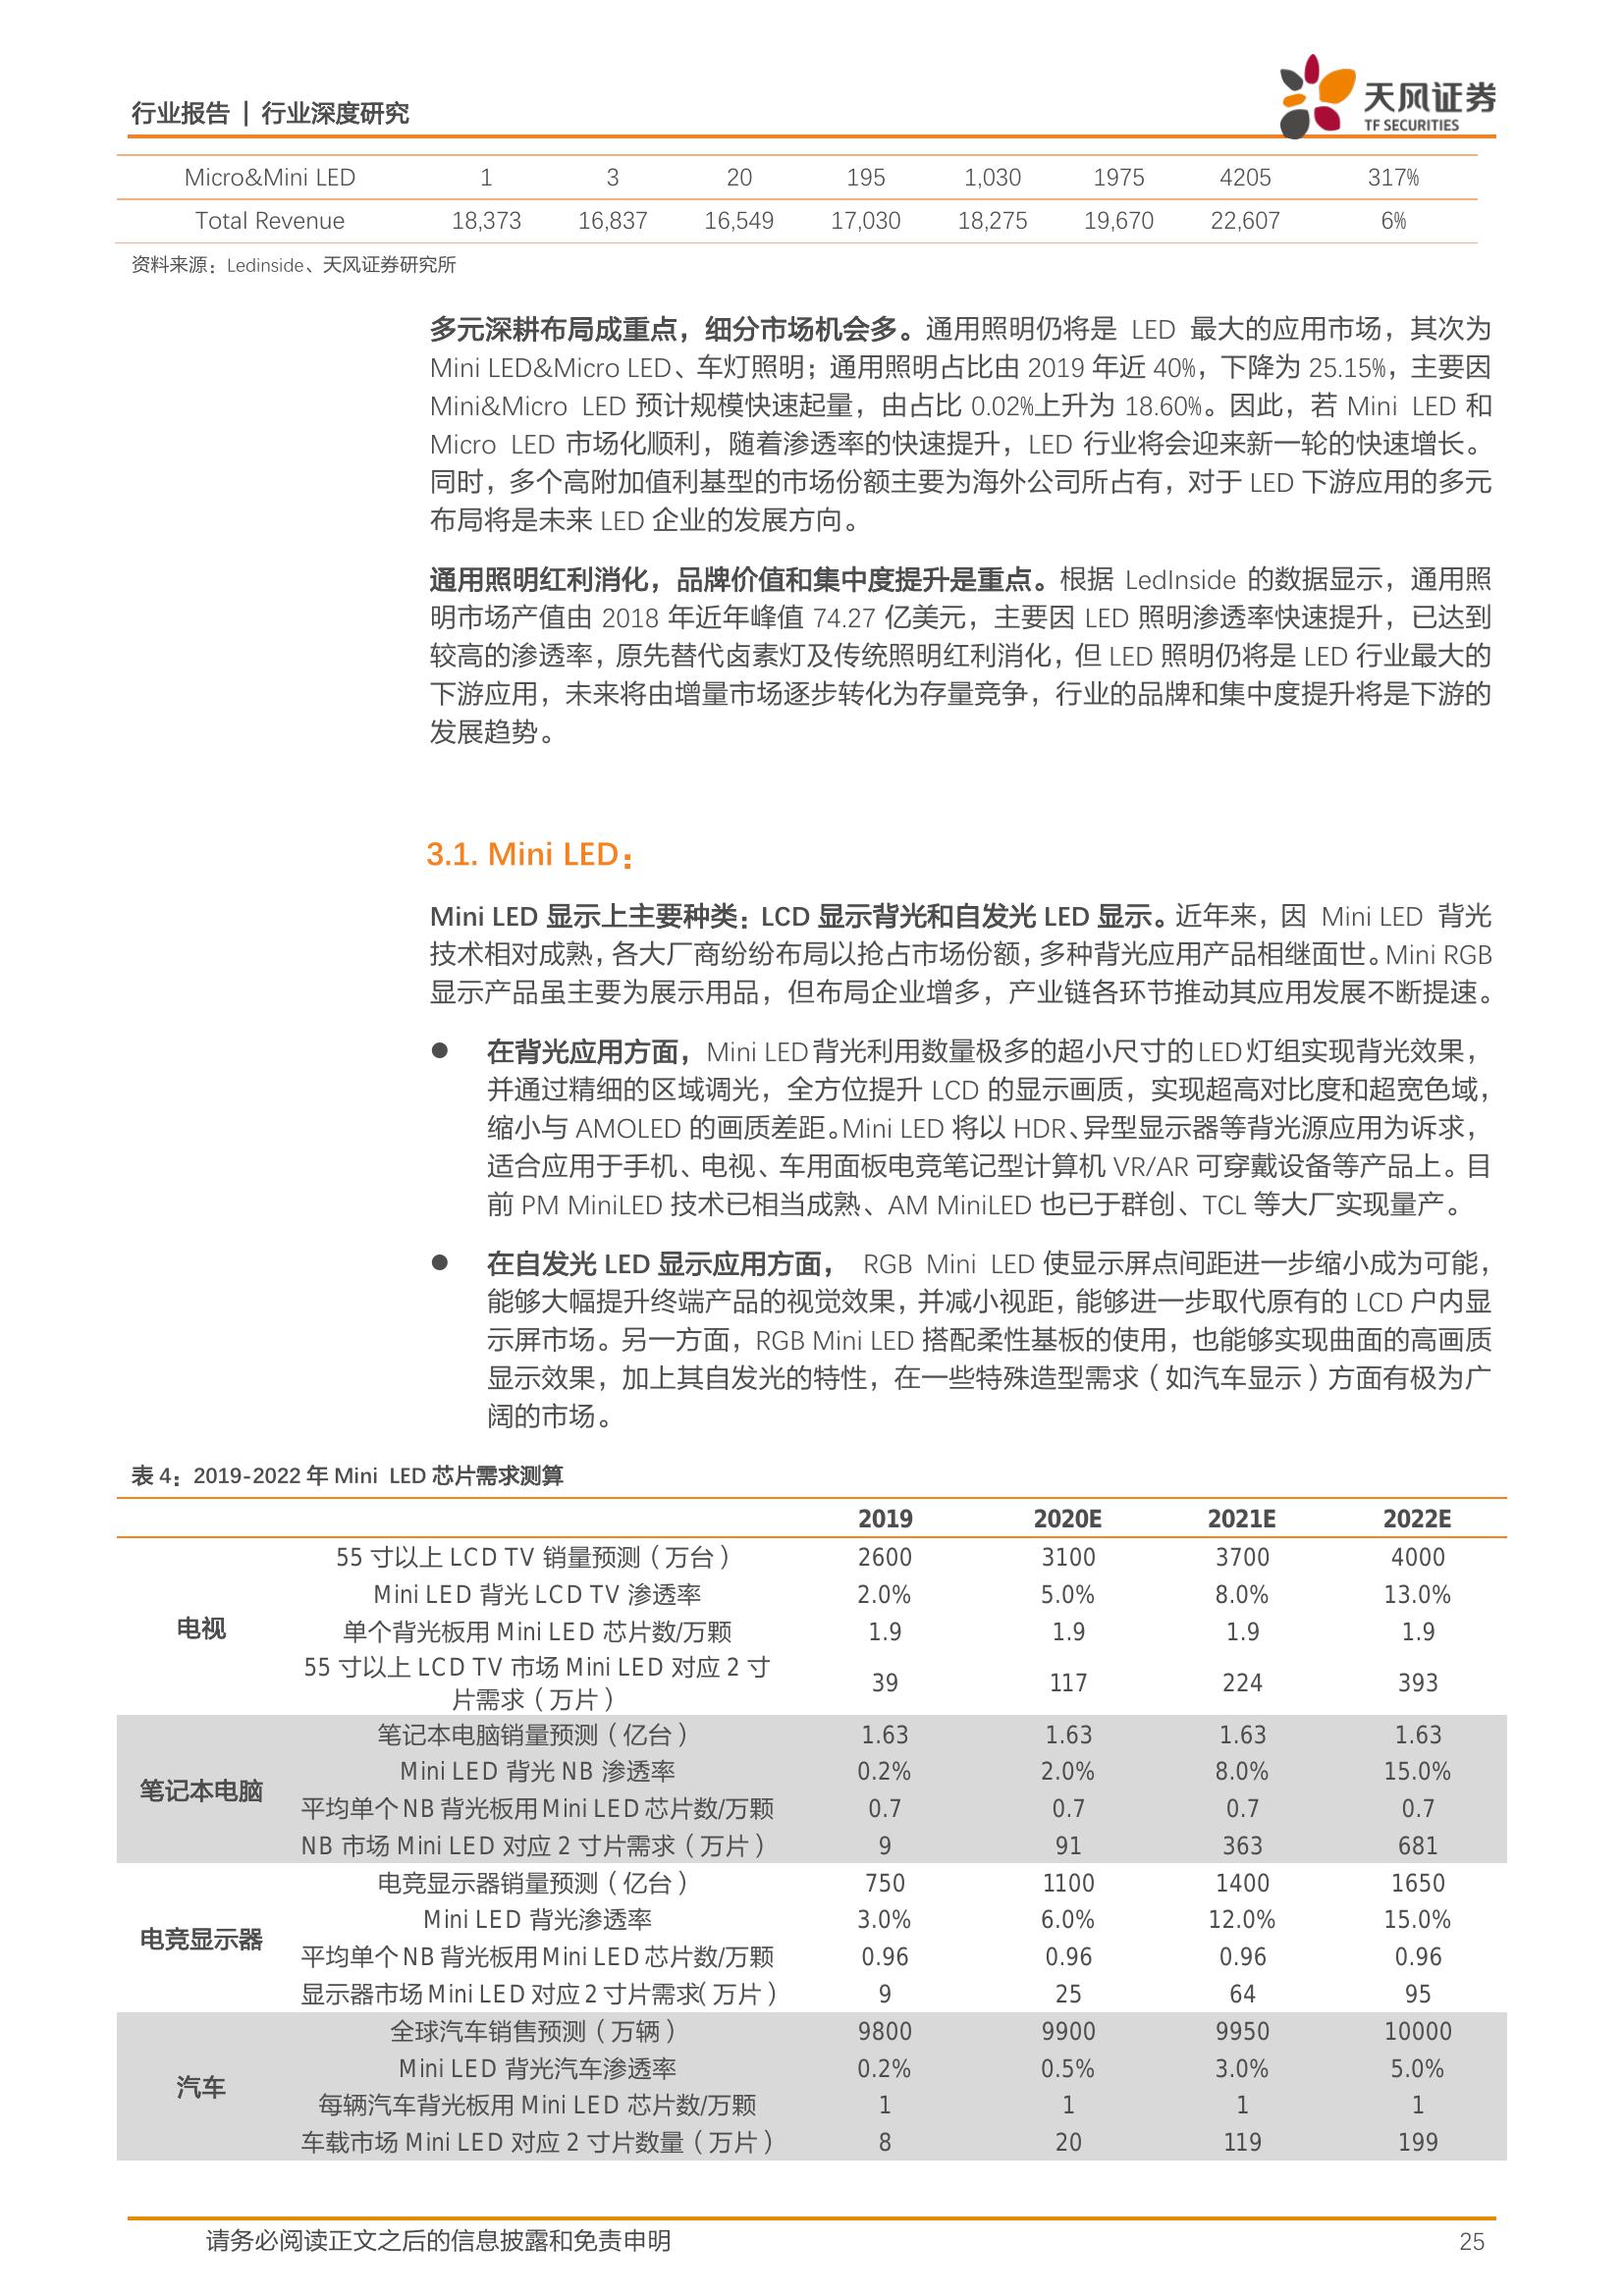 行业报告 | 行业深度研究
天风证券
TF SECURITIES
Micro&Mini LED 1 3 20 195 1,030 1975 4205 317%
Total Revenue 18,373 16,837 16,549 17,030 18,275 19,670 22,607 6%
资料来源：Ledinside、天风证券研究所
多元深耕布局成重点，细分市场机会多。通用照明仍将是 LED 最大的应用市场，其次为
Mini LED&Micro LED、车灯照明；通用照明占比由 2019 年近 40%，下降为 25.15%，主要因
Mini&Micro LED 预计规模快速起量，由占比 0.02%上升为 18.60%。因此，若 Mini LED 和
Micro LED 市场化顺利，随着渗透率的快速提升，LED 行业将会迎来新一轮的快速增长。
同时，多个高附加值利基型的市场份额主要为海外公司所占有，对于 LED 下游应用的多元
布局将是未来 LED 企业的发展方向。
通用照明红利消化，品牌价值和集中度提升是重点。根据 LedInside 的数据显示，通用照
明市场产值由 2018 年近年峰值 74.27 亿美元，主要因 LED 照明渗透率快速提升，已达到
较高的渗透率，原先替代卤素灯及传统照明红利消化，但 LED 照明仍将是 LED 行业最大的
下游应用，未来将由增量市场逐步转化为存量竞争，行业的品牌和集中度提升将是下游的
发展趋势。
3.1. Mini LED：
Mini LED 显示上主要种类：LCD 显示背光和自发光 LED 显示。近年来，因 Mini LED 背光
技术相对成熟，各大厂商纷纷布局以抢占市场份额，多种背光应用产品相继面世。Mini RGB
显示产品虽主要为展示用品，但布局企业增多，产业链各环节推动其应用发展不断提速。
● 在背光应用方面，Mini LED 背光利用数量极多的超小尺寸的 LED 灯组实现背光效果，
并通过精细的区域调光，全方位提升 LCD 的显示画质，实现超高对比度和超宽色域，
缩小与 AMOLED 的画质差距。Mini LED 将以 HDR、异型显示器等背光源应用为诉求，
适合应用于手机、电视、车用面板电竞笔记型计算机 VR/AR 可穿戴设备等产品上。目
前 PM MiniLED 技术已相当成熟、AM MiniLED 也已于群创、TCL 等大厂实现量产。
● 在自发光 LED 显示应用方面， RGB Mini LED 使显示屏点间距进一步缩小成为可能，
能够大幅提升终端产品的视觉效果，并减小视距，能够进一步取代原有的 LCD 户内显
示屏市场。另一方面，RGB Mini LED 搭配柔性基板的使用，也能够实现曲面的高画质
显示效果，加上其自发光的特性，在一些特殊造型需求（如汽车显示）方面有极为广
阔的市场。
表 4：2019-2022 年 Mini LED 芯片需求测算
2019 2020E 2021E 2022E
电视
55 寸以上 LCD TV 销量预测（万台） 2600 3100 3700 4000
Mini LED 背光 LCD TV 渗透率 2.0% 5.0% 8.0% 13.0%
单个背光板用 Mini LED 芯片数/万颗 1.9 1.9 1.9 1.9
55 寸以上 LCD TV 市场 Mini LED 对应 2 寸
片需求（万片） 39 117 224 393
笔记本电脑
笔记本电脑销量预测（亿台） 1.63 1.63 1.63 1.63
Mini LED 背光 NB 渗透率 0.2% 2.0% 8.0% 15.0%
平均单个 NB 背光板用 Mini LED 芯片数/万颗 0.7 0.7 0.7 0.7
NB 市场 Mini LED 对应 2 寸片需求（万片） 9 91 363 681
电竞显示器
电竞显示器销量预测（亿台） 750 1100 1400 1650
Mini LED 背光渗透率 3.0% 6.0% 12.0% 15.0%
平均单个 NB 背光板用 Mini LED 芯片数/万颗 0.96 0.96 0.96 0.96
显示器市场 Mini LED 对应 2 寸片需求（万片） 9 25 64 95
汽车
全球汽车销售预测（万辆） 9800 9900 9950 10000
Mini LED 背光汽车渗透率 0.2% 0.5% 3.0% 5.0%
每辆汽车背光板用 Mini LED 芯片数/万颗 1 1 1 1
车载市场 Mini LED 对应 2 寸片数量（万片） 8 20 119 199
请务必阅读正文之后的信息披露和免责申明 25